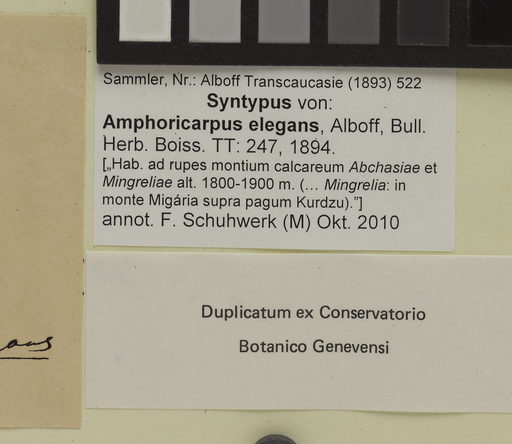 Sammler, Nr.: Alboff Transcaucasie (1893) 522
Syntypus von:
Amphoricarpus elegans, Alboff, Bull.
Herb. Boiss. TT: 247, 1894.
[„Hab. ad rupes montium calcareum Abchasiae et
Mingreliae alt. 1800-1900 m. (... Mingrelia: in
monte Migária supra pagum Kurdzu).”]
annot. F. Schuhwerk (M) Okt. 2010
Duplicatum ex Conservatorio
Botanico Genevensi